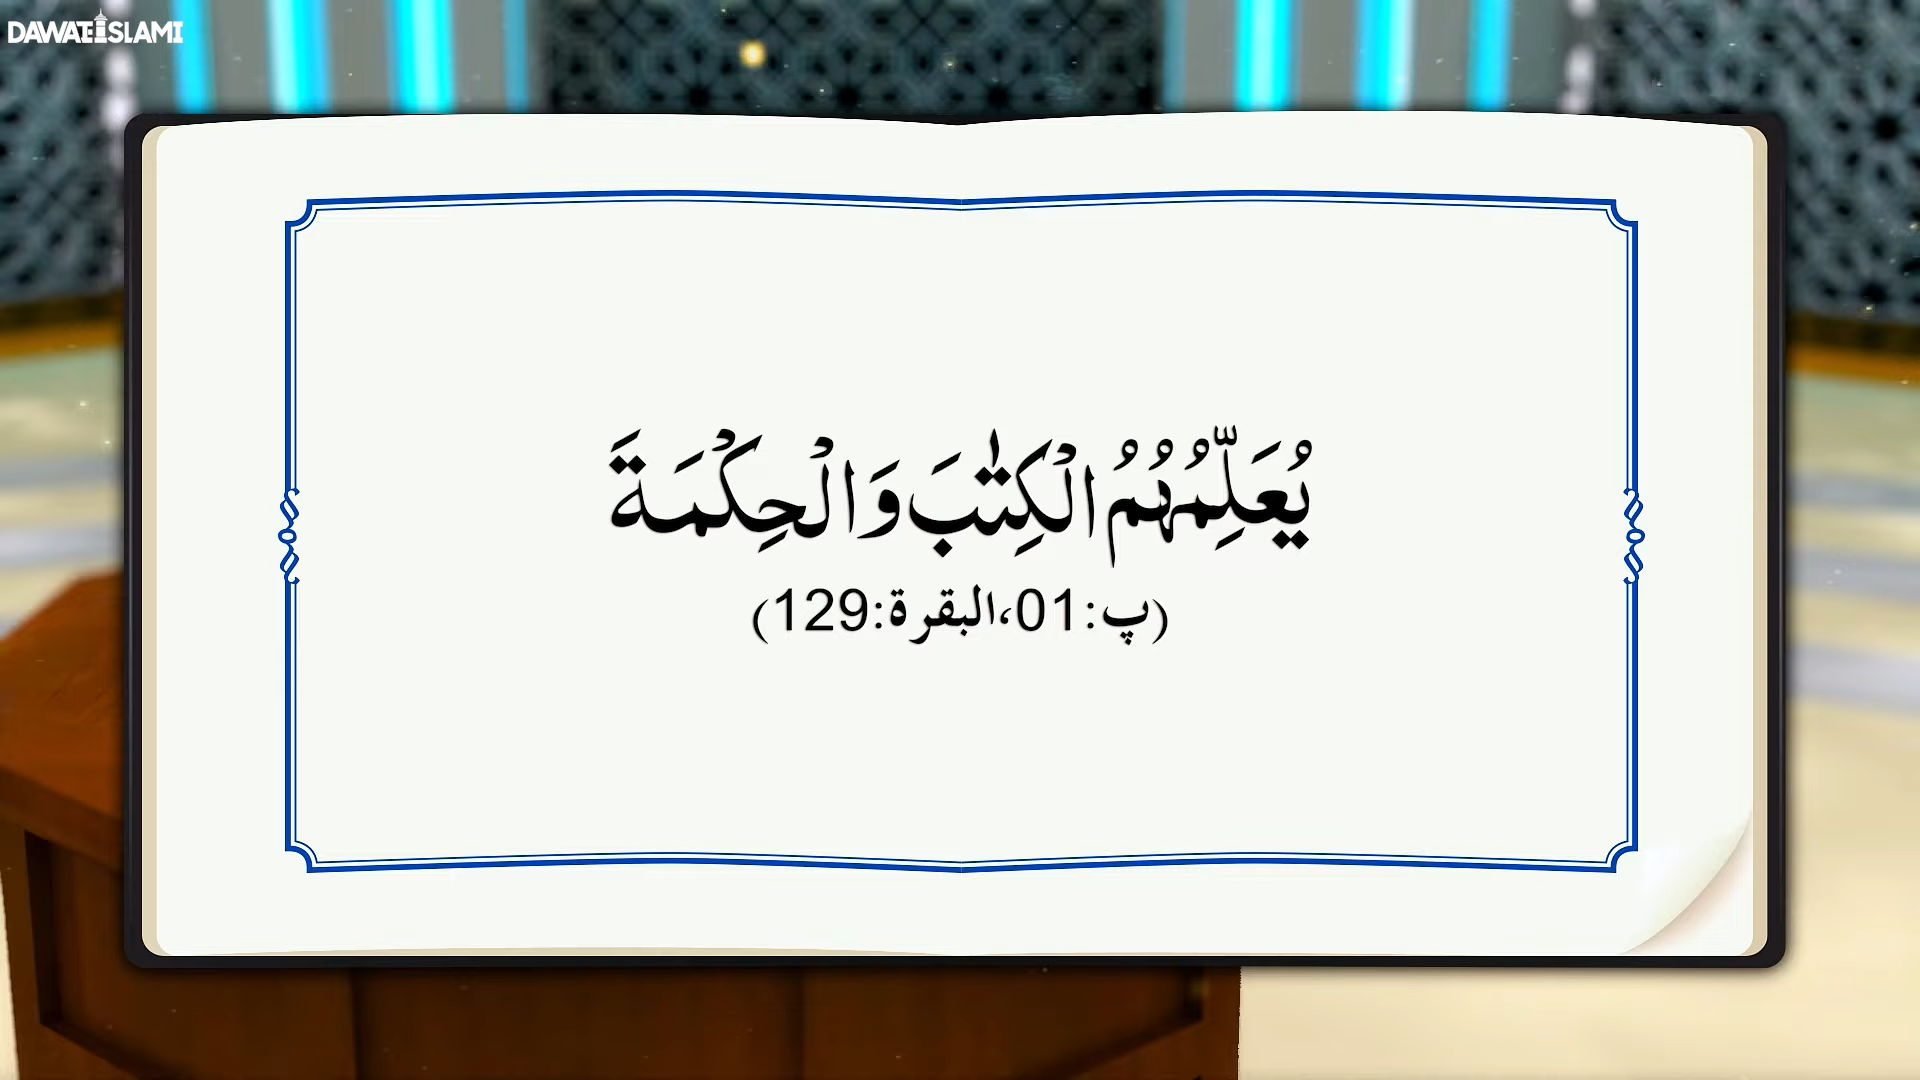 DAWATEISLAMI
يُعَلِّمُهُمُ الْكِتٰبَ وَالْحِكْمَةَ
(پ:01،البقرة:129)